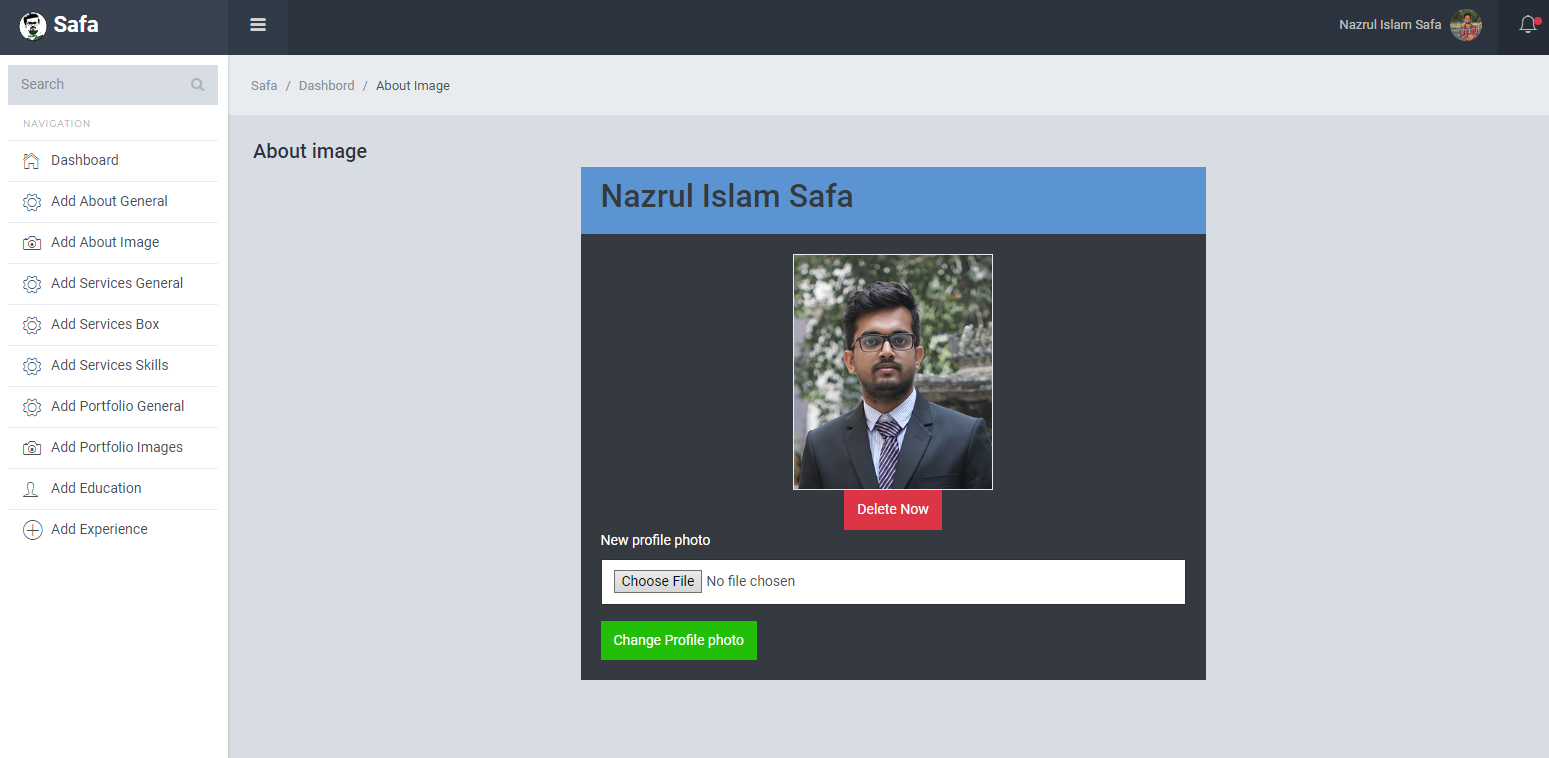 Safa
Nazrul Islam Safa
Search
NAVIGATION
Dashboard
Add About General
Add About Image
Add Services General
Add Services Box
Add Services Skills
Add Portfolio General
Add Portfolio Images
Add Education
Add Experience
Safa / Dashbord / About Image
About image
Nazrul Islam Safa
Delete Now
New profile photo
Choose File No file chosen
Change Profile photo